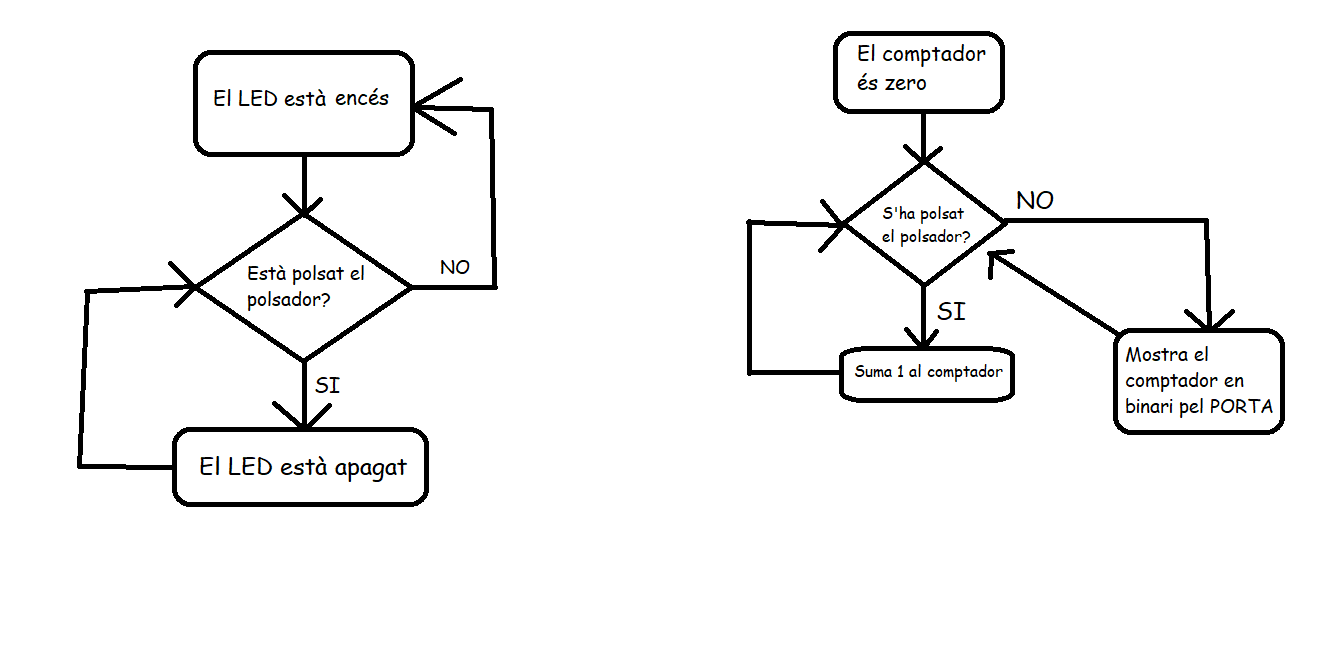 El LED està encés
Està polsat el
polsador?
NO
SI
El LED està apagat
El comptador
és zero
S'ha polsat
el polsador?
NO
SI
Suma 1 al comptador
Mostra el
comptador en
binari pel PORTA